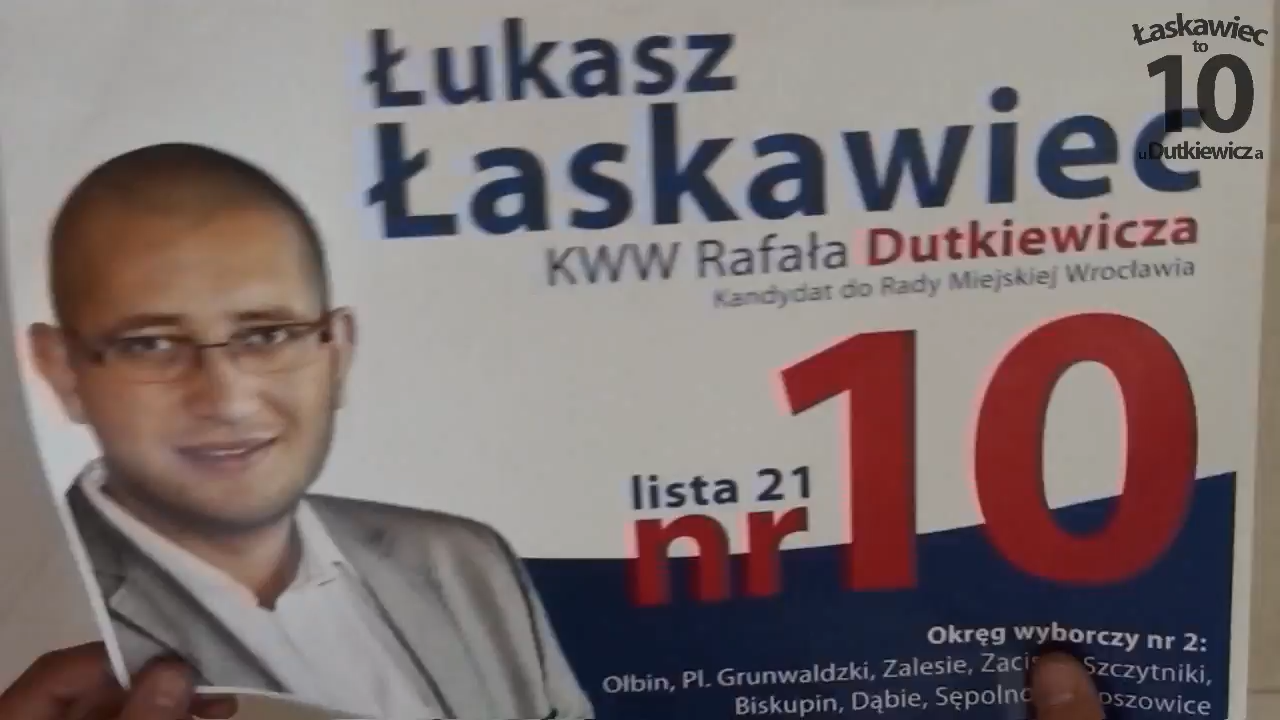 Łukasz
Łaskawiec
KWW Rafała Dutkiewicza
Kandydat do Rady Miejskiej Wrocławia
lista 21
nr 10
Okręg wyborczy nr 2:
Ołbin, Pl. Grunwaldzki, Zalesie, Szczytniki,
Biskupin, Dąbie,
Łaskawiec
to
10
u Dutkiewicza